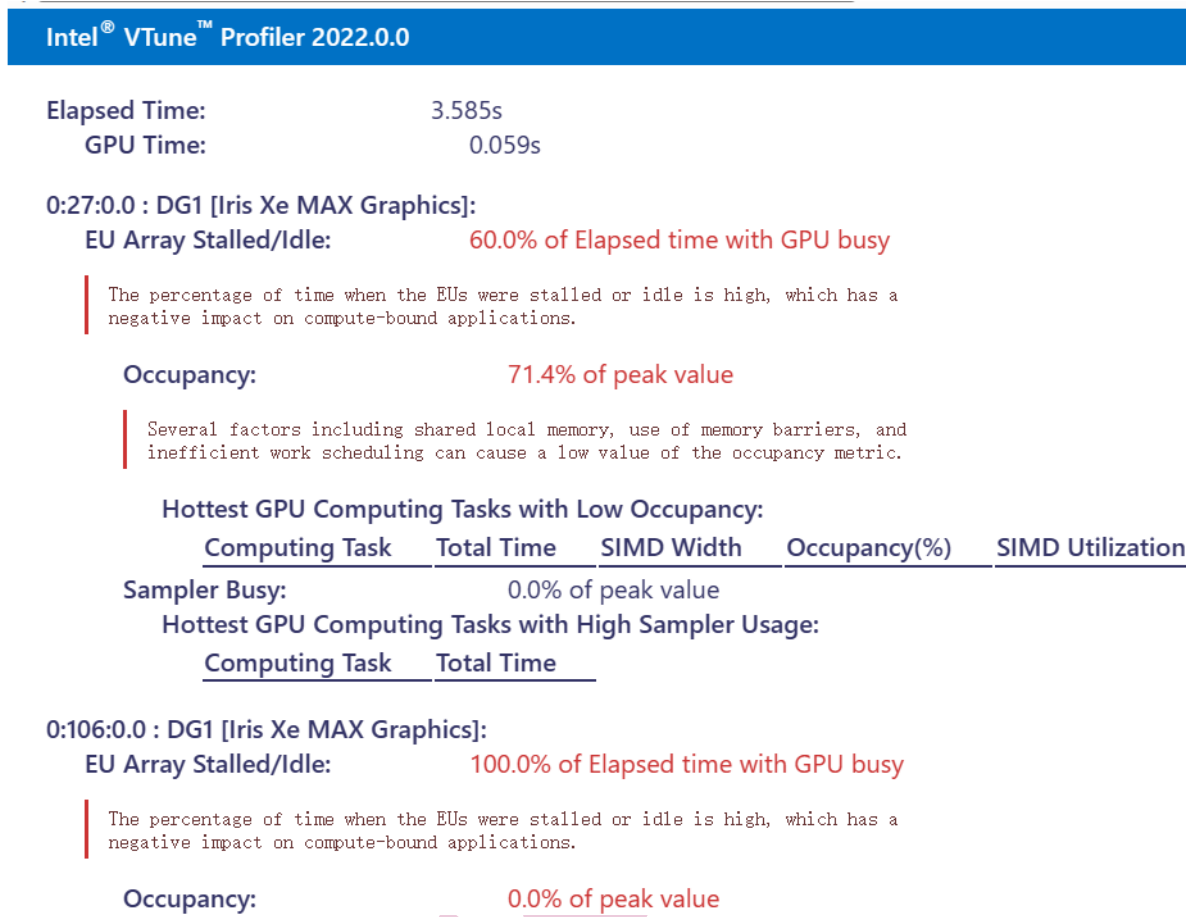 Intel® VTune™ Profiler 2022.0.0
Elapsed Time: 3.585s
GPU Time: 0.059s
0:27:0.0 : DG1 [Iris Xe MAX Graphics]:
EU Array Stalled/Idle: 60.0% of Elapsed time with GPU busy
The percentage of time when the EUs were stalled or idle is high, which has a
negative impact on compute-bound applications.
Occupancy: 71.4% of peak value
Several factors including shared local memory, use of memory barriers, and
inefficient work scheduling can cause a low value of the occupancy metric.
Hottest GPU Computing Tasks with Low Occupancy:
Computing Task Total Time SIMD Width Occupancy(%) SIMD Utilization
Sampler Busy: 0.0% of peak value
Hottest GPU Computing Tasks with High Sampler Usage:
Computing Task Total Time
0:106:0.0 : DG1 [Iris Xe MAX Graphics]:
EU Array Stalled/Idle: 100.0% of Elapsed time with GPU busy
The percentage of time when the EUs were stalled or idle is high, which has a
negative impact on compute-bound applications.
Occupancy: 0.0% of peak value